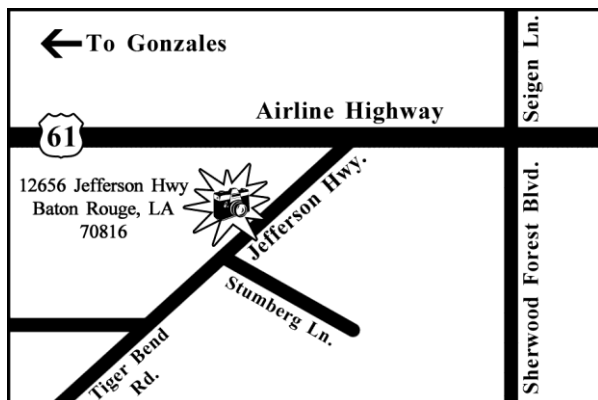 To Gonzales
Seigen Ln.
Airline Highway
61
12656 Jefferson Hwy
Baton Rouge, LA
70816
Jefferson Hwy.
Stumberg Ln.
Sherwood Forest Blvd.
Tiger Bend
Rd.